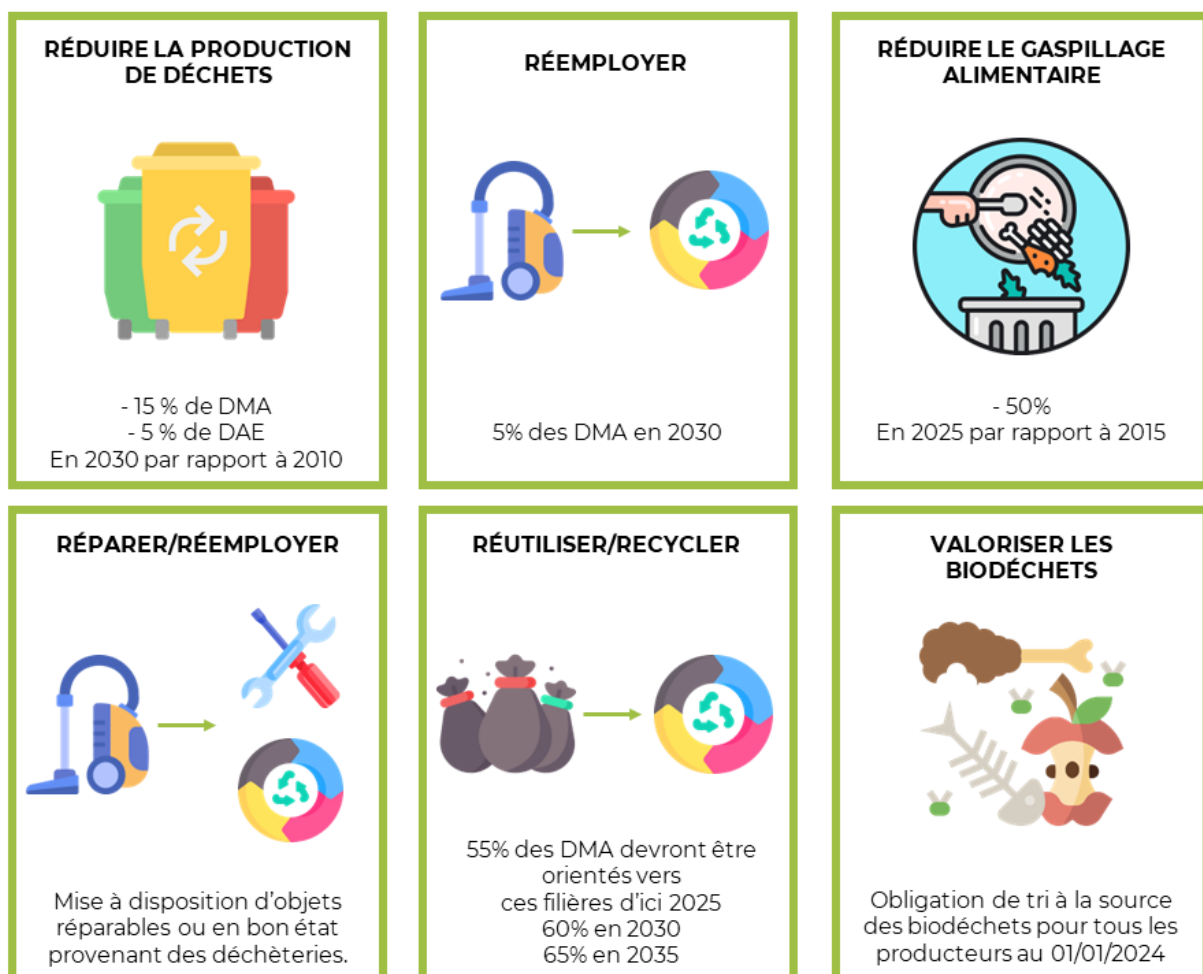 RÉDUIRE LA PRODUCTION
DE DÉCHETS
- 15 % de DMA
- 5 % de DAE
En 2030 par rapport à 2010
RÉEMPLOYER
5% des DMA en 2030
RÉDUIRE LE GASPILLAGE
ALIMENTAIRE
- 50%
En 2025 par rapport à 2015
RÉPARER/RÉEMPLOYER
Mise à disposition d'objets
réparables ou en bon état
provenant des déchèteries.
RÉUTILISER/RECYCLER
55% des DMA devront être
orientés vers
ces filières d'ici 2025
60% en 2030
65% en 2035
VALORISER LES
BIODÉCHETS
Obligation de tri à la source
des biodéchets pour tous les
producteurs au 01/01/2024